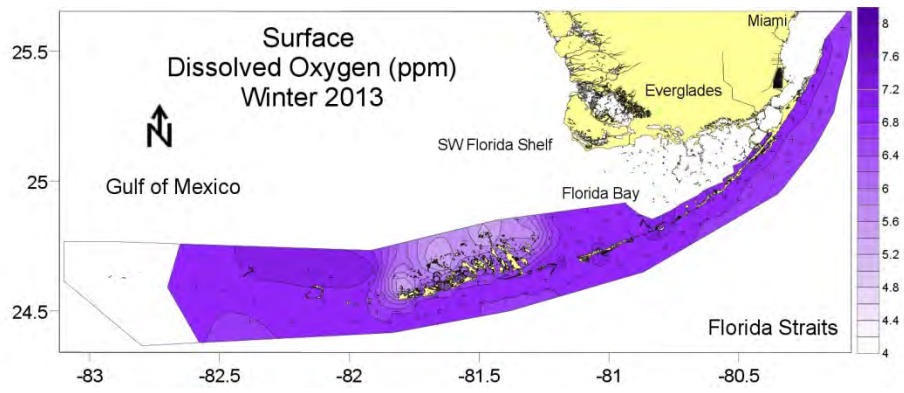 Surface
Dissolved Oxygen (ppm)
Winter 2013
N
Miami
Everglades
SW Florida Shelf
Gulf of Mexico
Florida Bay
Florida Straits
25.5
25
24.5
-83
-82.5
-82
-81.5
-81
-80.5
8
7.6
7.2
6.8
6.4
6
5.6
5.2
4.8
4.4
4